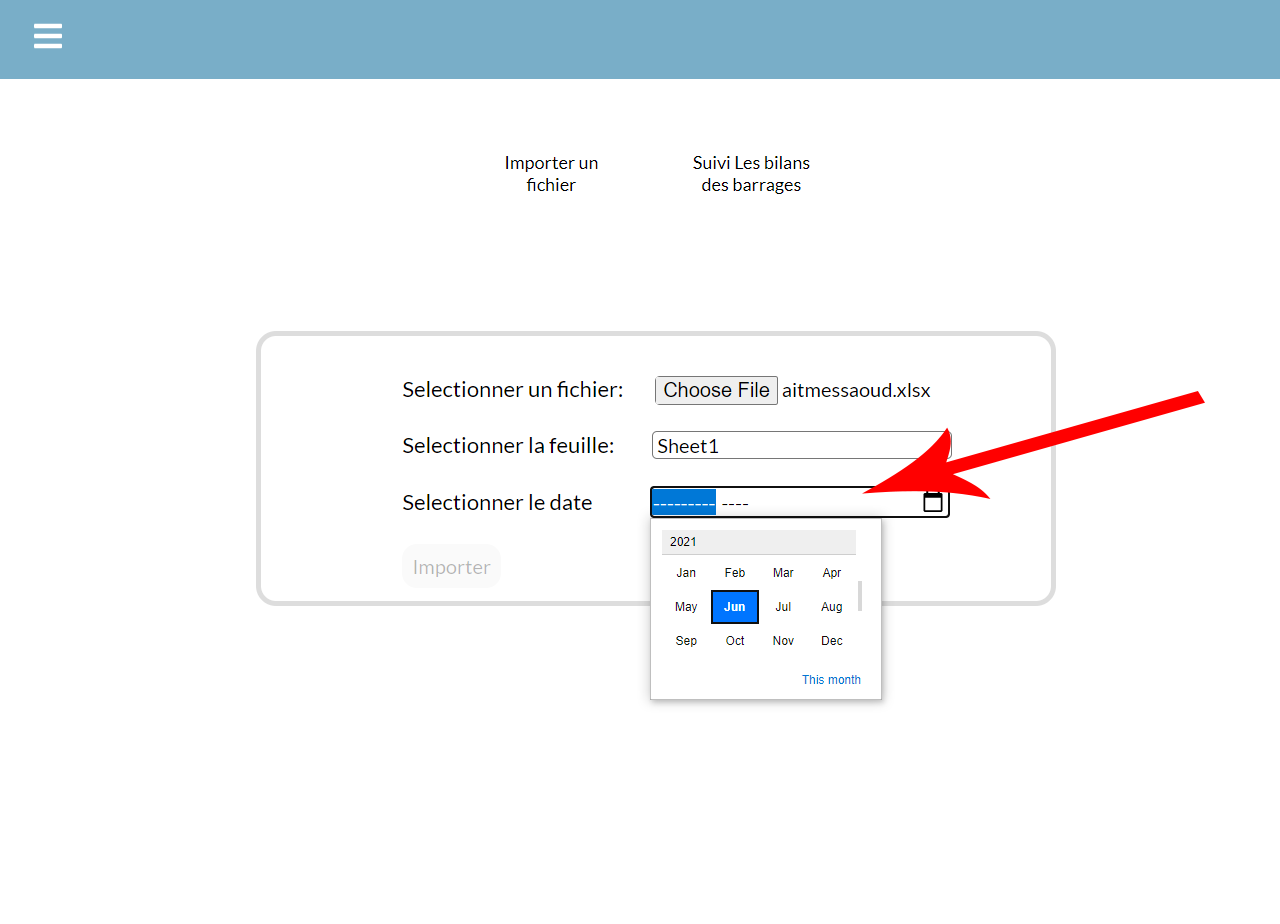 Importer un
fichier
Suivi Les bilans
des barrages
Selectionner un fichier: Choose File aitmessaoud.xlsx
Selectionner la feuille: Sheet1
Selectionner le date --------- ----
Importer
2021
Jan Feb Mar Apr
May Jun Jul Aug
Sep Oct Nov Dec
This month